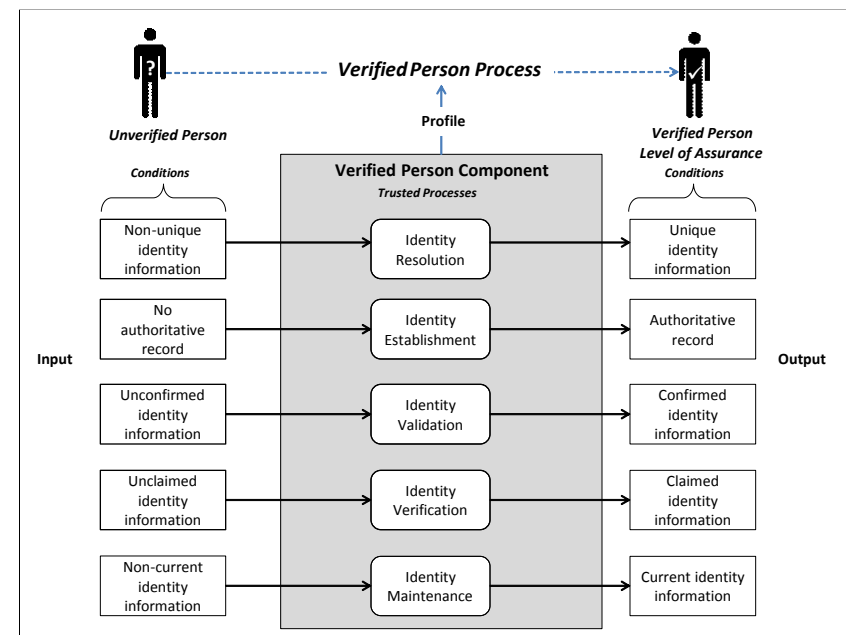 ?
Verified Person Process
✓
Profile
Unverified Person
Verified Person
Level of Assurance
Conditions
Verified Person Component
Trusted Processes
Conditions
Non-unique
identity
information
Identity
Resolution
Unique
identity
information
No
authoritative
record
Identity
Establishment
Authoritative
record
Input
Output
Unconfirmed
identity
information
Identity
Validation
Confirmed
identity
information
Unclaimed
identity
information
Identity
Verification
Claimed
identity
information
Non-current
identity
information
Identity
Maintenance
Current identity
information